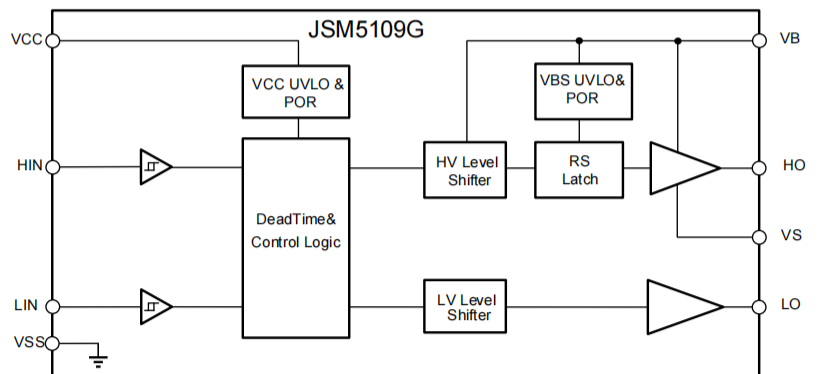 JSM5109G
VCC
VB
VCC UVLO &
POR
VBS UVLO&
POR
HIN
HV Level
Shifter
RS
Latch
HO
DeadTime&
Control Logic
VS
LIN
LV Level
Shifter
LO
VSS